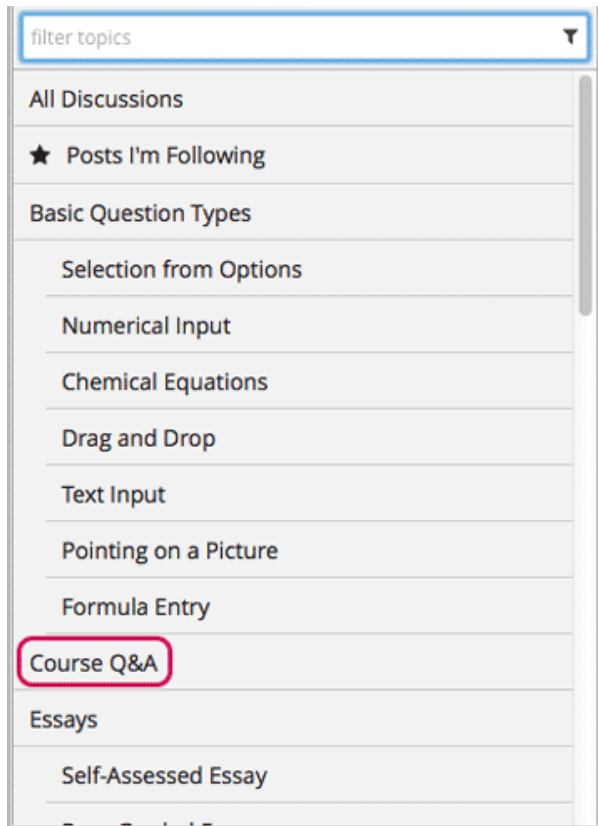 filter topics
All Discussions
Posts I'm Following
Basic Question Types
Selection from Options
Numerical Input
Chemical Equations
Drag and Drop
Text Input
Pointing on a Picture
Formula Entry
Course Q&A
Essays
Self-Assessed Essay